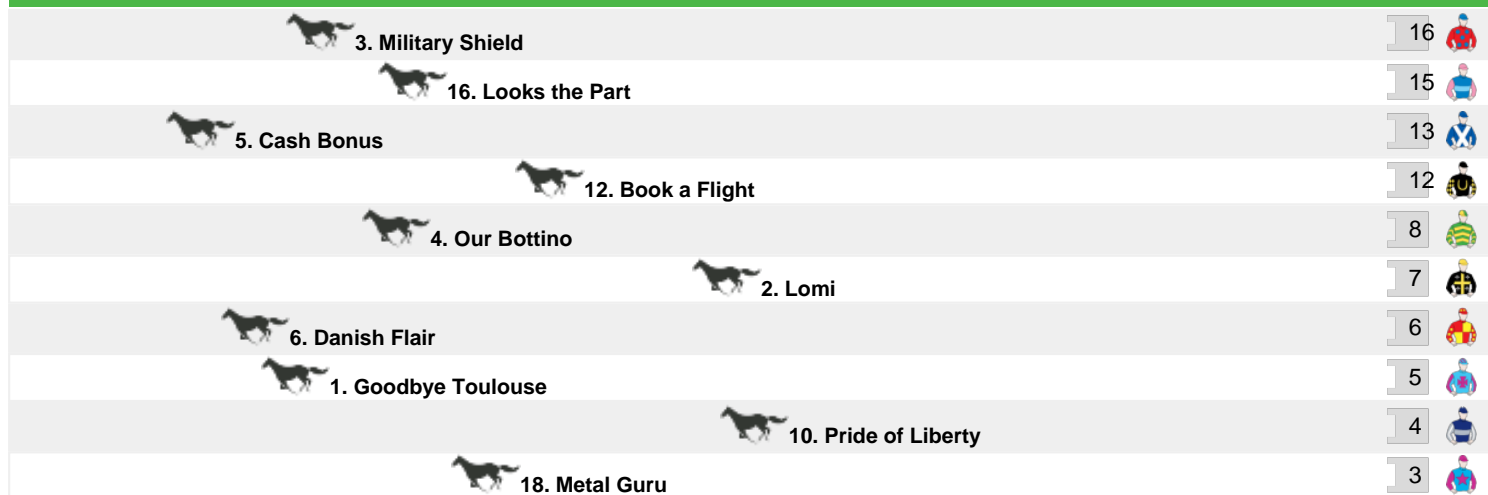 3. Military Shield 16
16. Looks the Part 15
5. Cash Bonus 13
12. Book a Flight 12
4. Our Bottino 8
2. Lomi 7
6. Danish Flair 6
1. Goodbye Toulouse 5
10. Pride of Liberty 4
18. Metal Guru 3